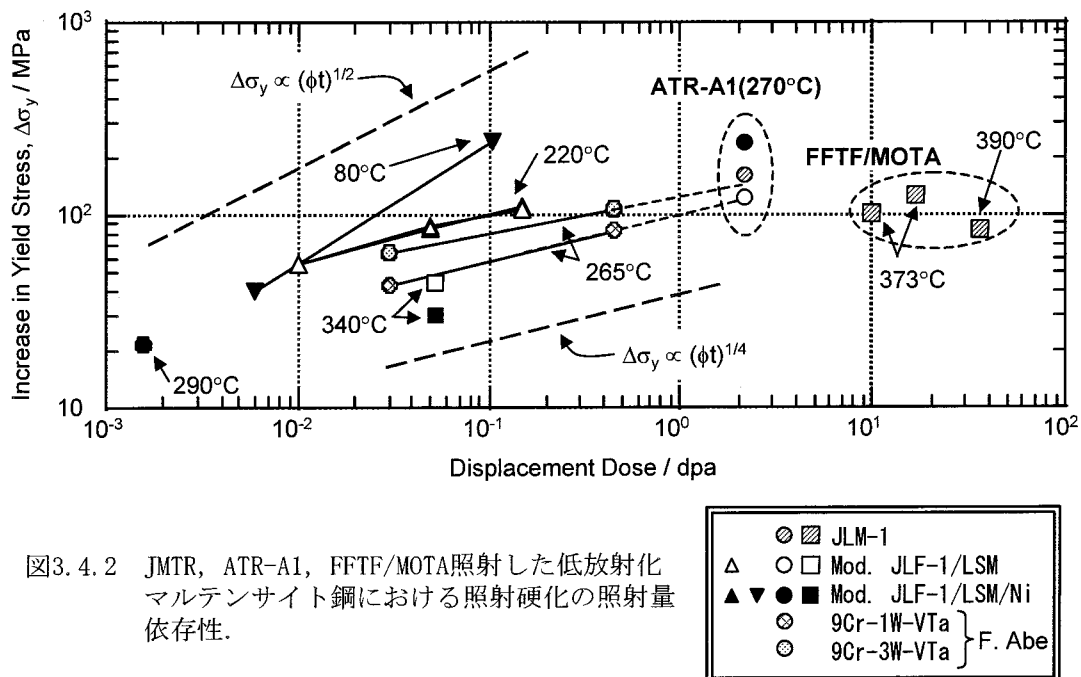 Increase in Yield Stress, Δσy / MPa
10³
10²
10
10⁻³
10⁻²
10⁻¹
10⁰
10¹
10²
Displacement Dose / dpa
Δσy ∝ (ϕt)1/2
80°C
220°C
ATR-A1(270°C)
FFTF/MOTA
390°C
373°C
265°C
340°C
290°C
Δσy ∝ (ϕt)1/4
図3.4.2 JMTR, ATR-A1, FFTF/MOTA照射した低放射化
マルテンサイト鋼における照射硬化の照射量
依存性.
JLM-1
Mod. JLF-1/LSM
Mod. JLF-1/LSM/Ni
9Cr-1W-VTa
9Cr-3W-VTa
F. Abe